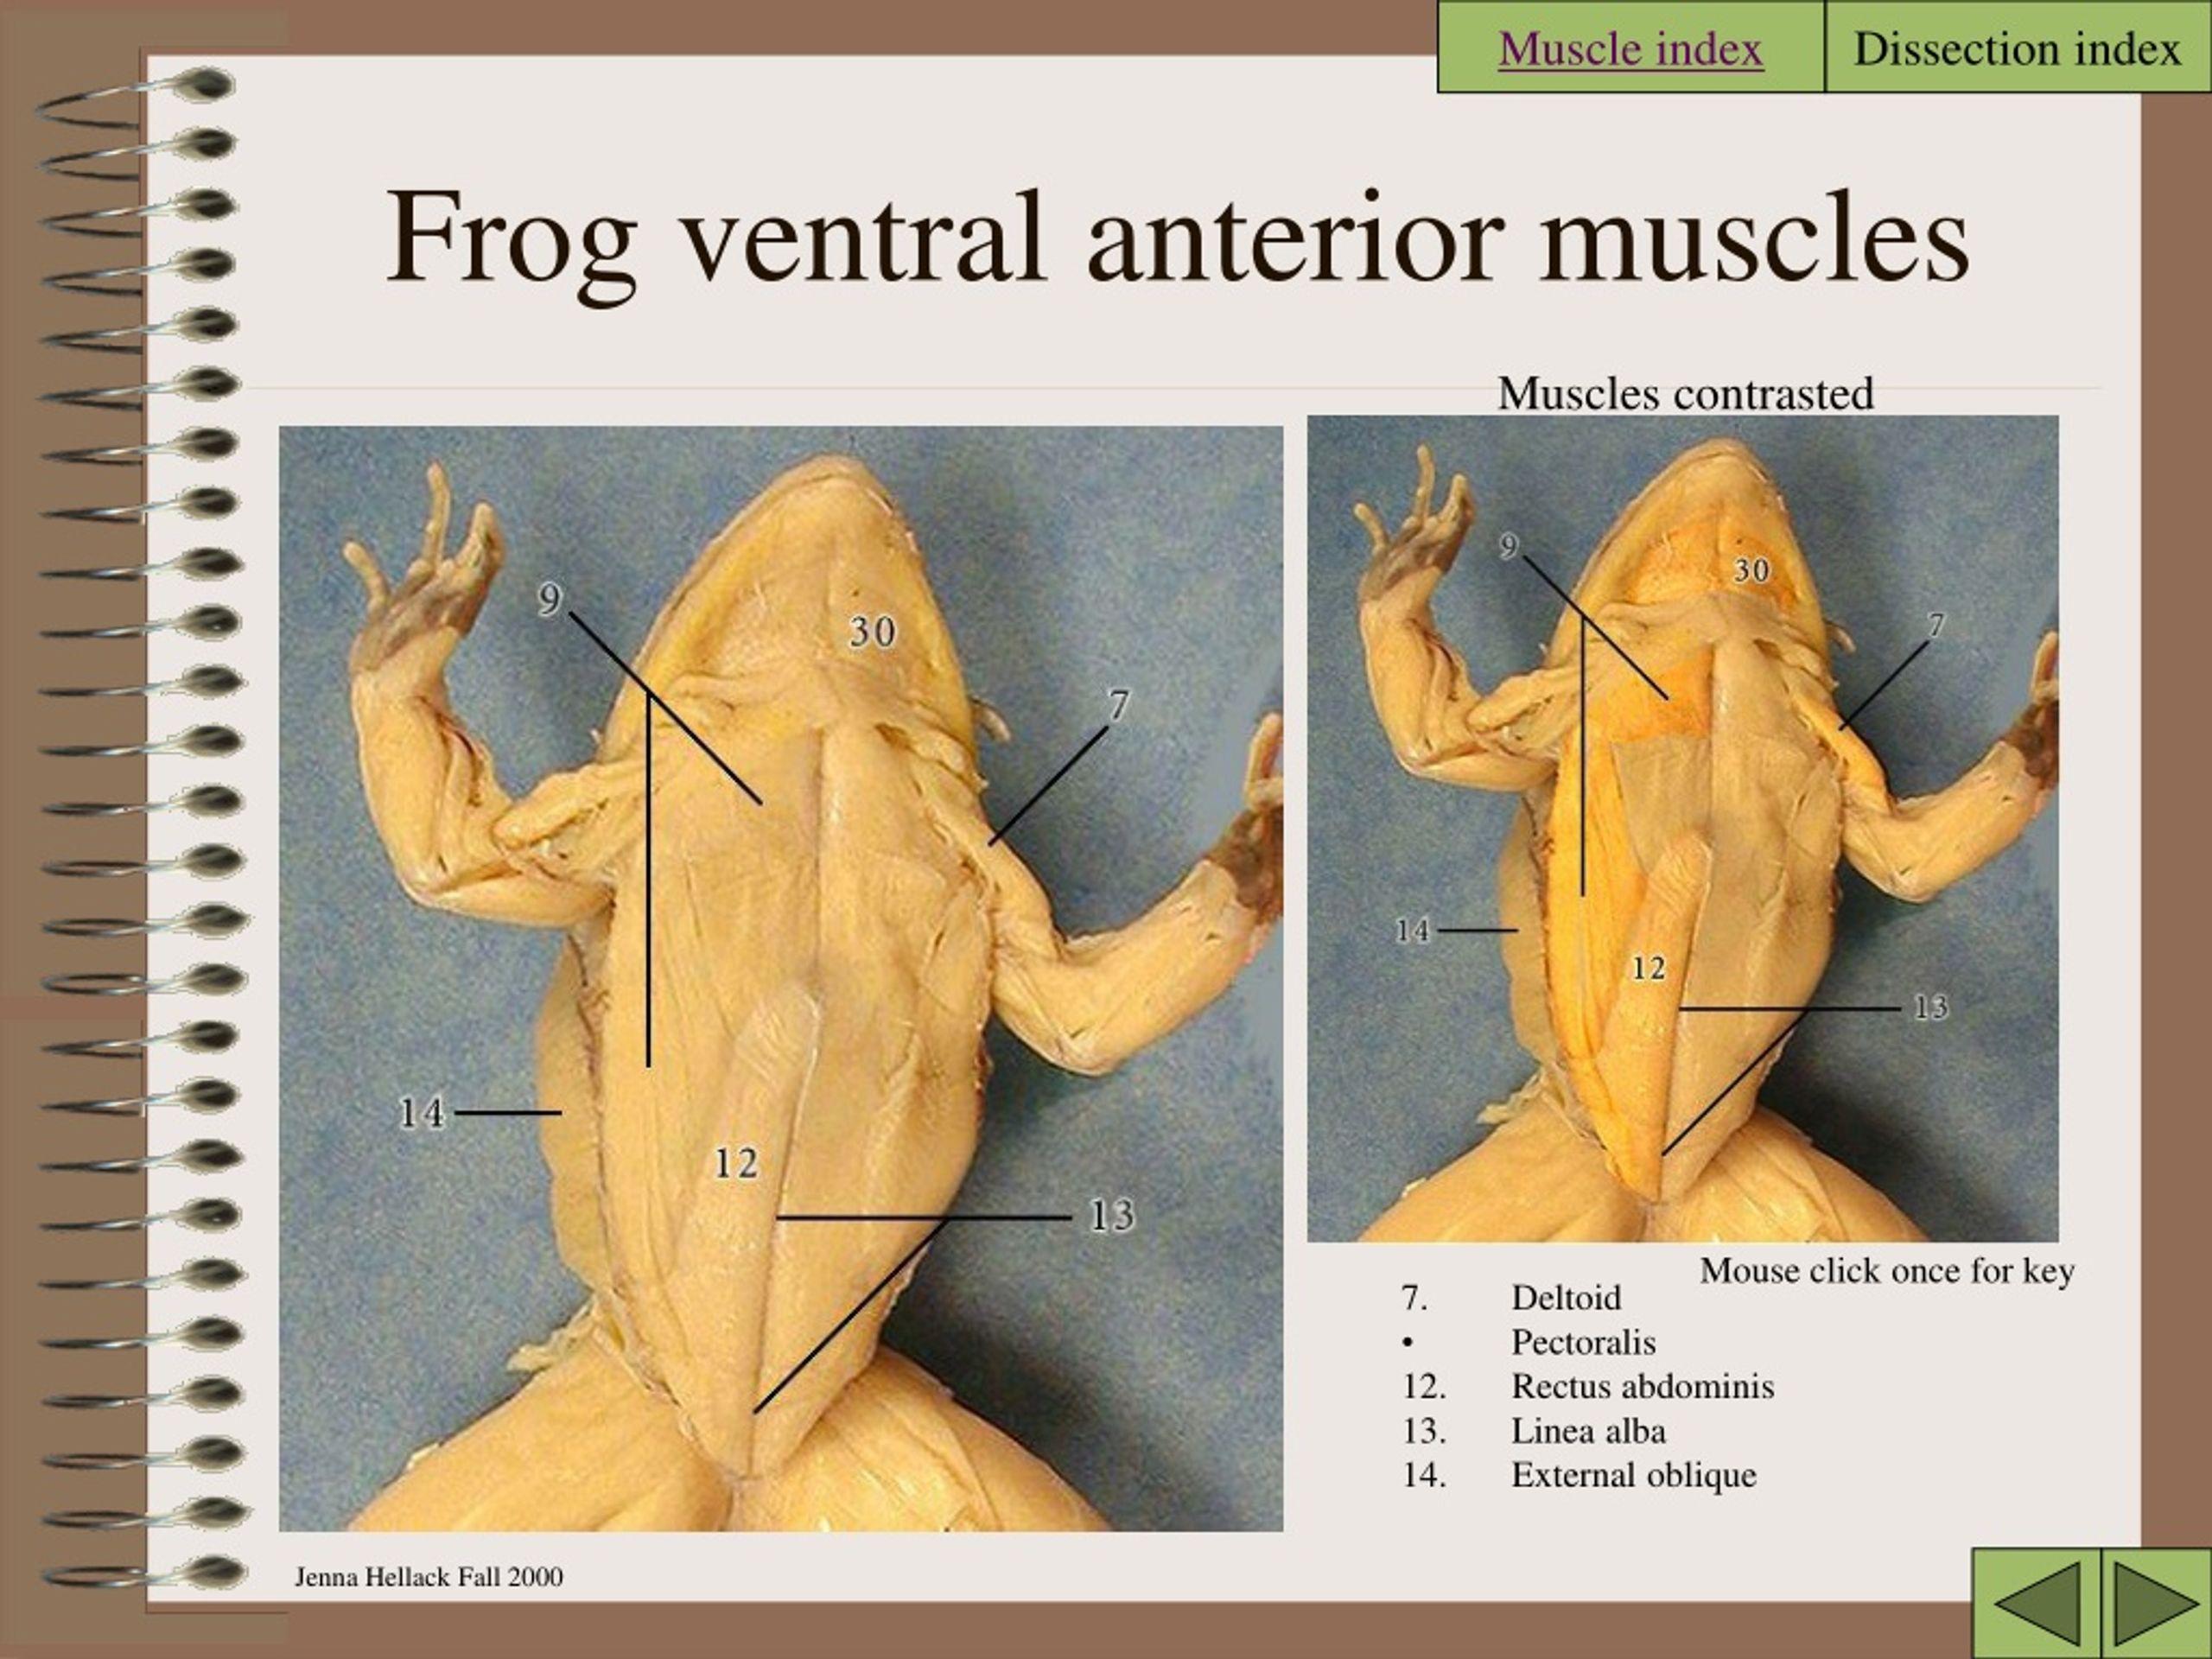 Muscle index
Dissection index
Frog ventral anterior muscles
Muscles contrasted
9
30
7
14
12
13
9
30
7
14
12
13
Mouse click once for key
7. Deltoid
• Pectoralis
12. Rectus abdominis
13. Linea alba
14. External oblique
Jenna Hellack Fall 2000